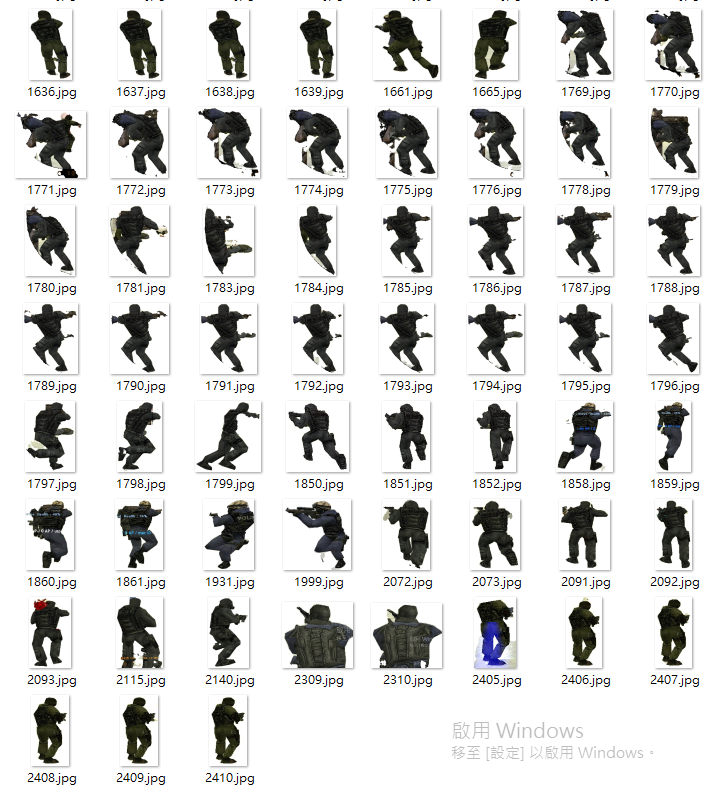 1636.jpg 1637.jpg 1638.jpg 1639.jpg 1661.jpg 1665.jpg 1769.jpg 1770.jpg
1771.jpg 1772.jpg 1773.jpg 1774.jpg 1775.jpg 1776.jpg 1778.jpg 1779.jpg
1780.jpg 1781.jpg 1783.jpg 1784.jpg 1785.jpg 1786.jpg 1787.jpg 1788.jpg
1789.jpg 1790.jpg 1791.jpg 1792.jpg 1793.jpg 1794.jpg 1795.jpg 1796.jpg
1797.jpg 1798.jpg 1799.jpg 1850.jpg 1851.jpg 1852.jpg 1858.jpg 1859.jpg
1860.jpg 1861.jpg 1931.jpg 1999.jpg 2072.jpg 2073.jpg 2091.jpg 2092.jpg
2093.jpg 2115.jpg 2140.jpg 2309.jpg 2310.jpg 2405.jpg 2406.jpg 2407.jpg
啟用 Windows
移至 [設定] 以啟用 Windows。
2408.jpg 2409.jpg 2410.jpg